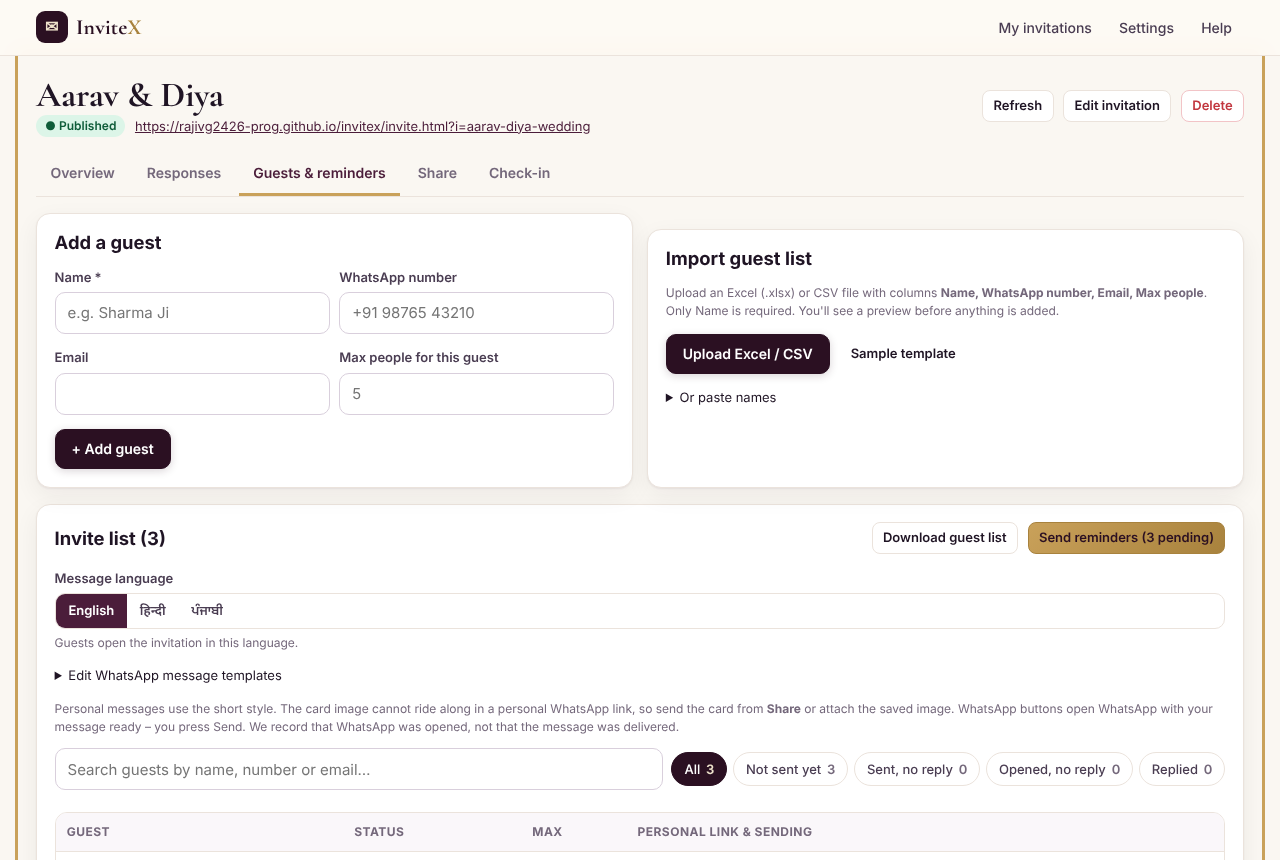 ✉ InviteX
My invitations Settings Help
Aarav & Diya
Published https://rajivg2426-prog.github.io/invitex/invite.html?i=aarav-diya-wedding
Refresh Edit invitation Delete
Overview Responses Guests & reminders Share Check-in
Add a guest
Name * WhatsApp number
e.g. Sharma Ji +91 98765 43210
Email Max people for this guest
5
+ Add guest
Import guest list
Upload an Excel (.xlsx) or CSV file with columns Name, WhatsApp number, Email, Max people.
Only Name is required. You'll see a preview before anything is added.
Upload Excel / CSV Sample template
Or paste names
Invite list (3)
Download guest list Send reminders (3 pending)
Message language
English हिन्दी ਪੰਜਾਬੀ
Guests open the invitation in this language.
Edit WhatsApp message templates
Personal messages use the short style. The card image cannot ride along in a personal WhatsApp link, so send the card from Share or attach the saved image. WhatsApp buttons open WhatsApp with your
message ready – you press Send. We record that WhatsApp was opened, not that the message was delivered.
Search guests by name, number or email...
All 3 Not sent yet 3 Sent, no reply 0 Opened, no reply 0 Replied 0
GUEST STATUS MAX PERSONAL LINK & SENDING